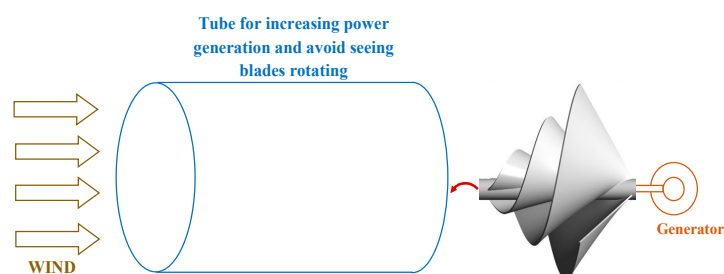 Tube for increasing power
generation and avoid seeing
blades rotating
Generator
WIND